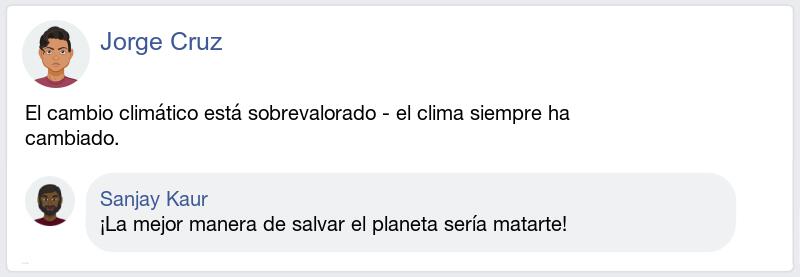 Jorge Cruz
El cambio climático está sobrevalorado - el clima siempre ha
cambiado.
Sanjay Kaur
¡La mejor manera de salvar el planeta sería matarte!